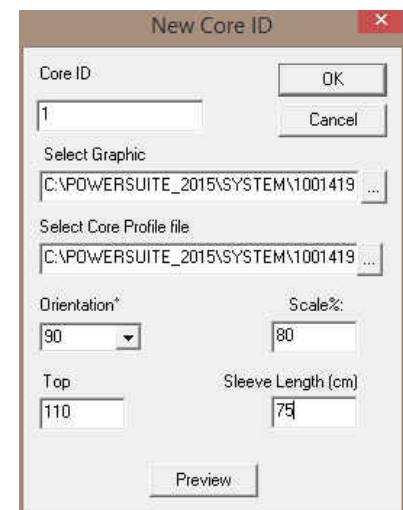 New Core ID
Core ID
OK
1
Cancel
Select Graphic
C:\POWERSUITE_2015\SYSTEM\1001419 ...
Select Core Profile file
C:\POWERSUITE_2015\SYSTEM\1001419 ...
Orientation° Scale%:
90 80
Top Sleeve Length (cm)
110 75
Preview